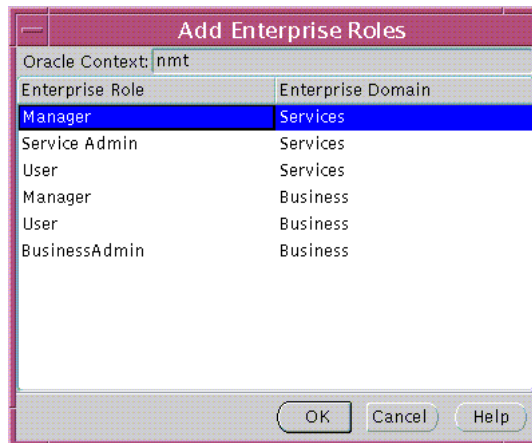 Add Enterprise Roles
Oracle Context: nmt
Enterprise Role Enterprise Domain
Manager Services
Service Admin Services
User Services
Manager Business
User Business
BusinessAdmin Business
OK Cancel Help